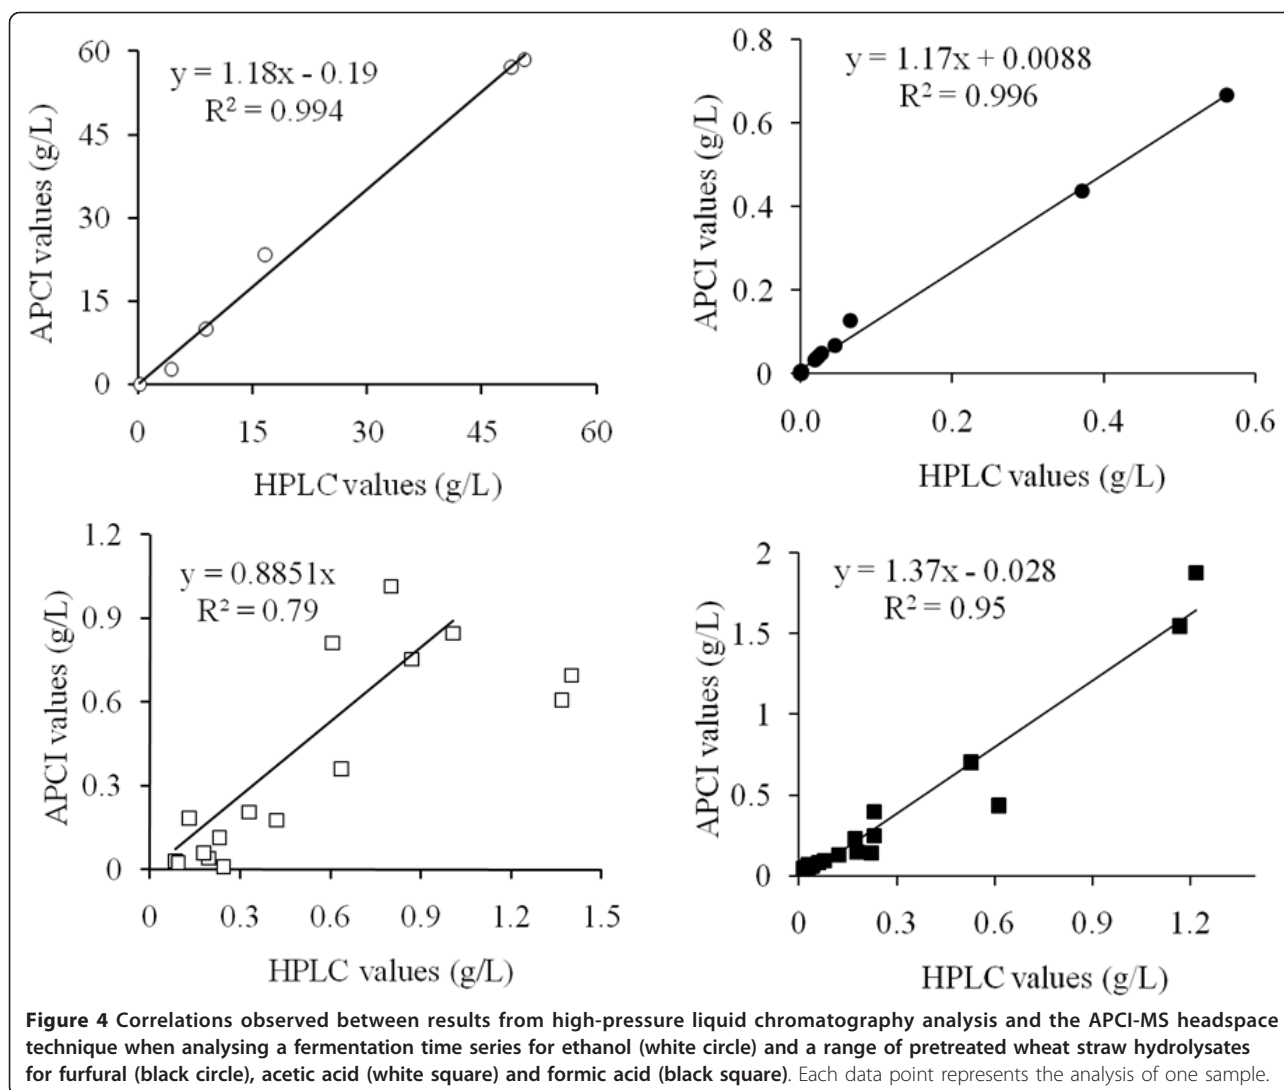 60
45
30
15
0
APCI values (g/L)
y = 1.18x - 0.19
R² = 0.994
0 15 30 45 60
HPLC values (g/L)
0.8
0.6
0.4
0.2
0
APCI values (g/L)
y = 1.17x + 0.0088
R² = 0.996
0.0 0.2 0.4 0.6
HPLC values (g/L)
1.2
0.9
0.6
0.3
0
APCI values (g/L)
y = 0.8851x
R² = 0.79
0 0.3 0.6 0.9 1.2 1.5
HPLC values (g/L)
2
1.5
1
0.5
0
APCI values (g/L)
y = 1.37x - 0.028
R² = 0.95
0 0.3 0.6 0.9 1.2
HPLC values (g/L)
Figure 4 Correlations observed between results from high-pressure liquid chromatography analysis and the APCI-MS headspace
technique when analysing a fermentation time series for ethanol (white circle) and a range of pretreated wheat straw hydrolysates
for furfural (black circle), acetic acid (white square) and formic acid (black square). Each data point represents the analysis of one sample.